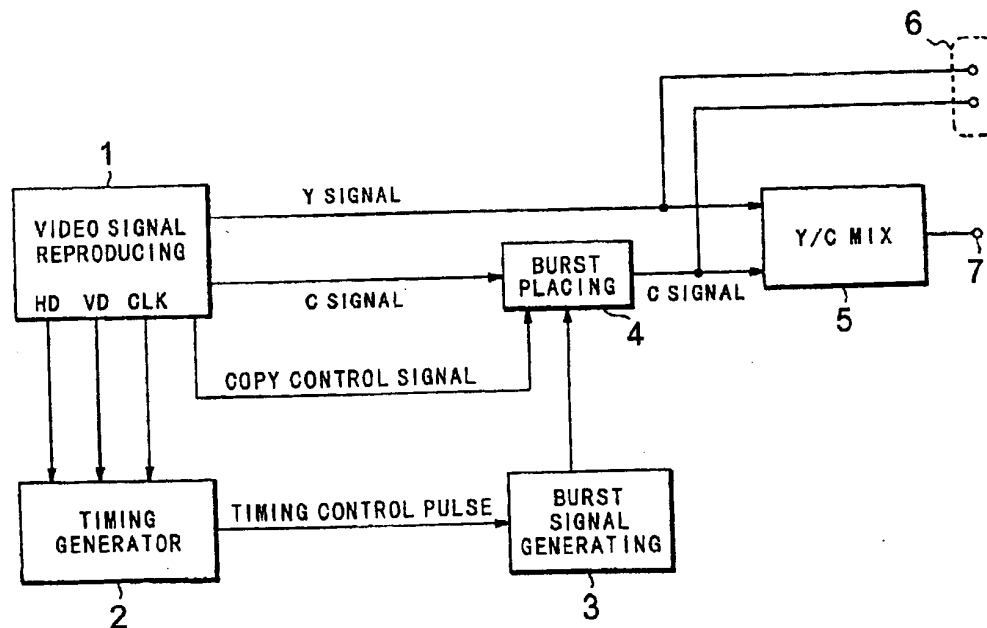 6
1
Y SIGNAL
VIDEO SIGNAL
REPRODUCING
HD VD CLK
C SIGNAL
BURST
PLACING
4
C SIGNAL
Y/C MIX
5
7
COPY CONTROL SIGNAL
TIMING
GENERATOR
2
TIMING CONTROL PULSE
BURST
SIGNAL
GENERATING
3